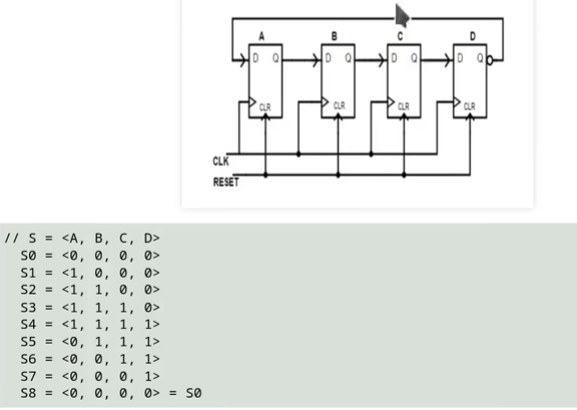 A B C D
D Q D Q D Q D Q
CLR CLR CLR CLR
CLK
RESET
// S = <A, B, C, D>
S0 = <0, 0, 0, 0>
S1 = <1, 0, 0, 0>
S2 = <1, 1, 0, 0>
S3 = <1, 1, 1, 0>
S4 = <1, 1, 1, 1>
S5 = <0, 1, 1, 1>
S6 = <0, 0, 1, 1>
S7 = <0, 0, 0, 1>
S8 = <0, 0, 0, 0> = S0